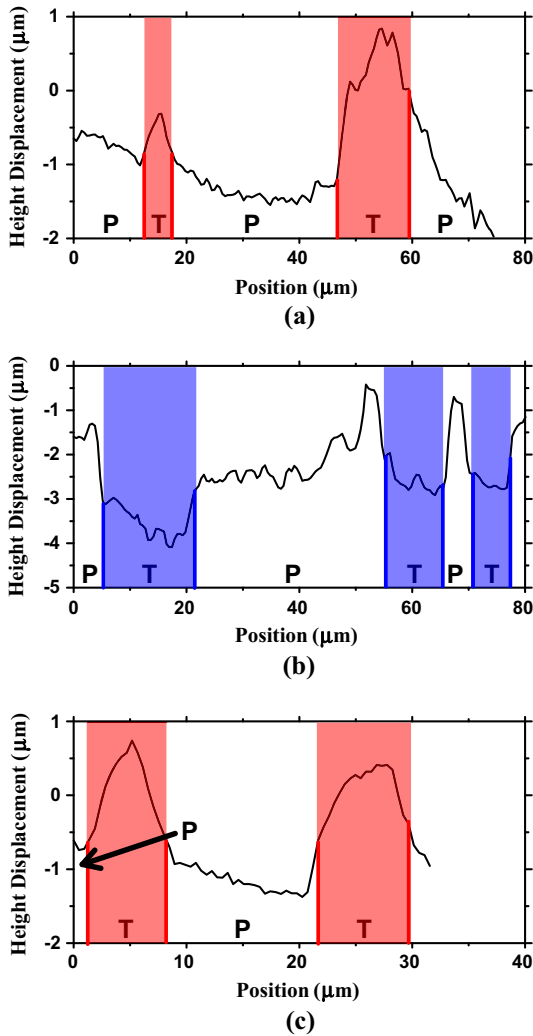 Height Displacement (μm)
1
0
-1
-2
P T P T P
0 20 40 60 80
Position (μm)
(a)
Height Displacement (μm)
0
-1
-2
-3
-4
-5
P T P T P T
0 20 40 60 80
Position (μm)
(b)
Height Displacement (μm)
1
0
-1
-2
P
T P T
0 10 20 30 40
Position (μm)
(c)